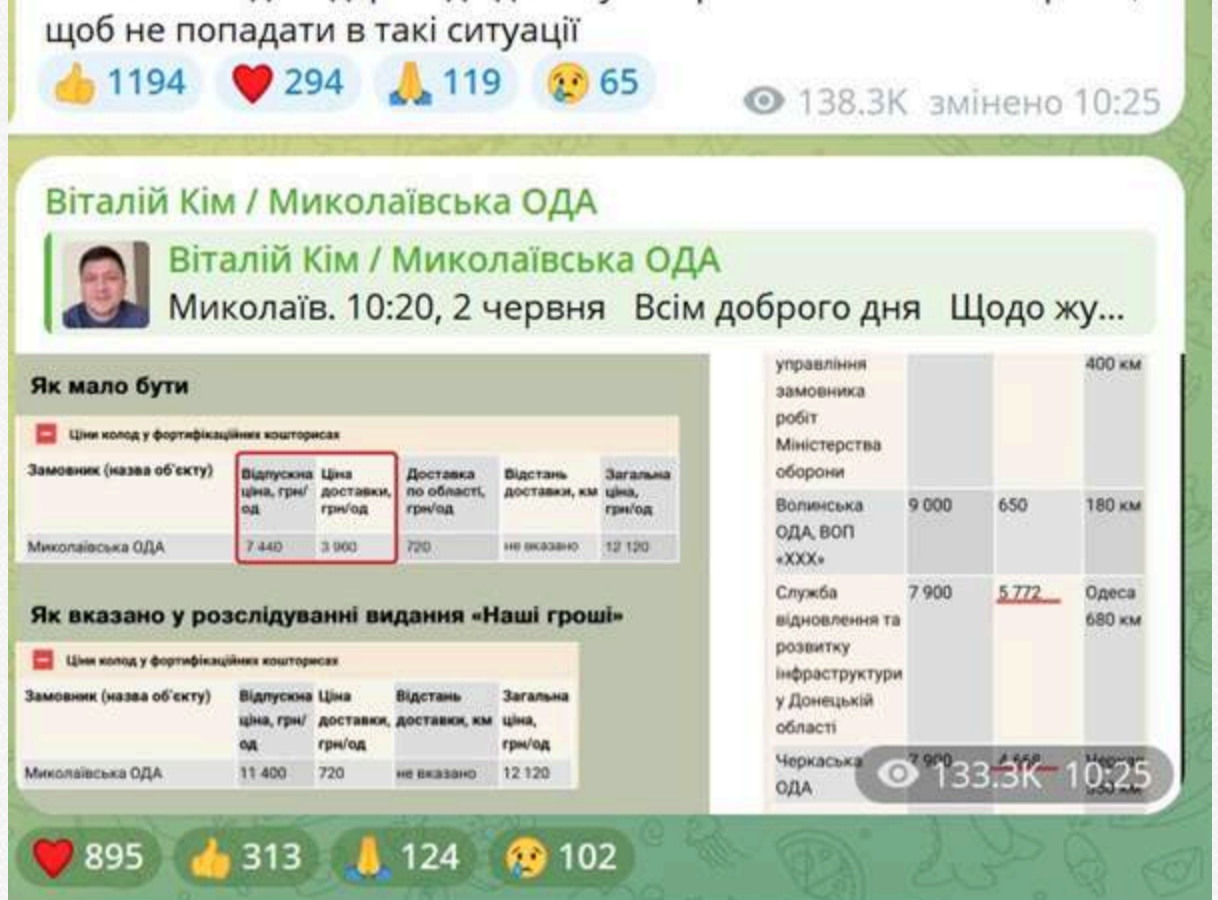 щоб не попадати в такі ситуації
👍 1194 ❤️ 294 🙏 119 😢 65
138.3K змінено 10:25
Віталій Кім / Миколаївська ОДА
Віталій Кім / Миколаївська ОДА
Миколаїв. 10:20, 2 червня Всім доброго дня Щодо жу...
Як мало бути
Ціни колод у фортифікаційних кошторисах
Замовник (назва об'єкту)
Відпускна ціна, грн/од
Ціна доставки, грн/од
Доставка по області, грн/од
Відстань доставки, км
Загальна ціна, грн/од
Миколаївська ОДА 7 440 3 960 720 не вказано 12 120
Як вказано у розслідуванні видання «Наші гроші»
Ціни колод у фортифікаційних кошторисах
Замовник (назва об'єкту)
Відпускна ціна, грн/од
Ціна доставки, грн/од
Відстань доставки, км
Загальна ціна, грн/од
Миколаївська ОДА 11 400 720 не вказано 12 120
управління 400 км
замовника
робіт
Міністерства
оборони
Волинська 9 000 650 180 км
ОДА, ВОП
«ХХХ»
Служба 7 900 5 772 Одеса
відновлення та 680 км
розвитку
інфраструктури
у Донецькій
області
Черкаська 7 900
ОДА
133.3K 10:25
❤️ 895 👍 313 🙏 124 😢 102